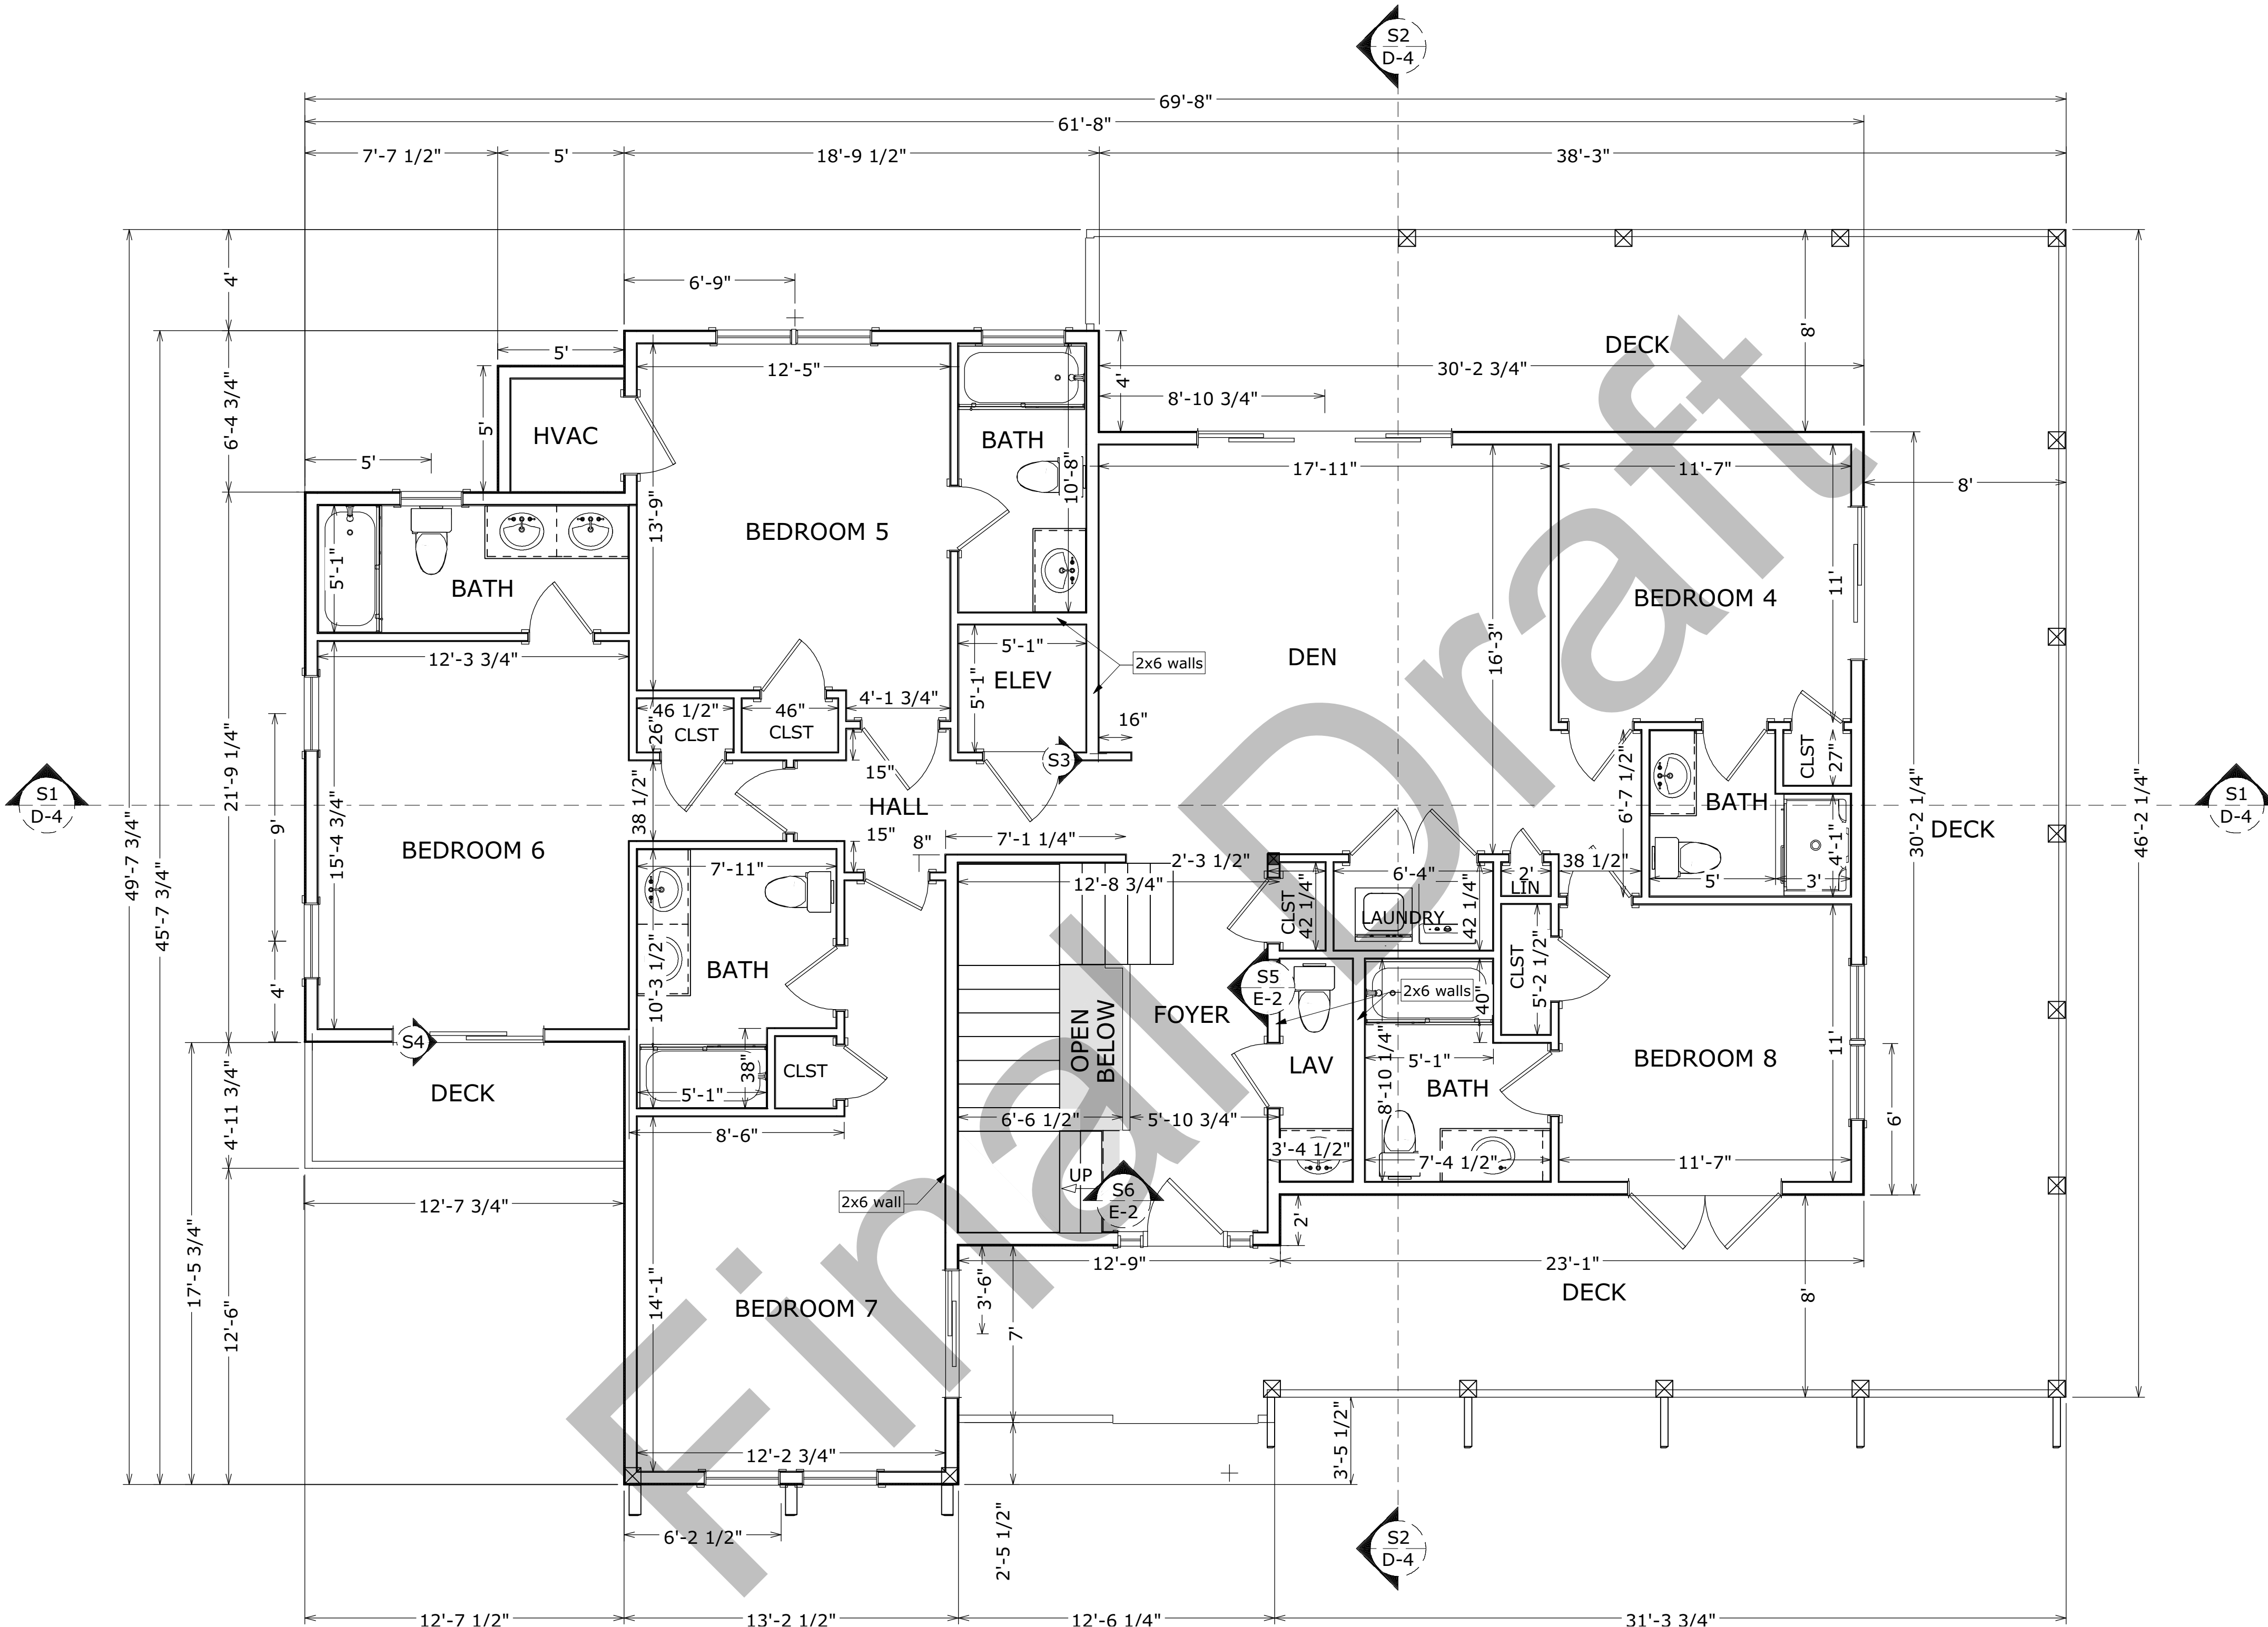 S2
D-4
69'-8"
61'-8"
7'-7 1/2"
5'
18'-9 1/2"
38'-3"
4'
6'-9"
DECK
8'
5'
12'-5"
4'
30'-2 3/4"
8'-10 3/4"
6'-4 3/4"
HVAC
5'
BATH
5'
17'-11"
11'-7"
8'
10'-8"
13'-9"
BEDROOM 5
5'-1"
BATH
11'
BEDROOM 4
16'-3"
12'-3 3/4"
5'-1"
DEN
2x6 walls
ELEV
5'-1"
46 1/2"
CLST
26"
46"
CLST
4'-1 3/4"
16"
15"
S3
CLST
27"
6'-7 1/2"
S1
D-4
49'-7 3/4"
45'-7 3/4"
21'-9 1/4"
9'
38 1/2"
HALL
BATH
DECK
30'-2 1/4"
46'-2 1/4"
S1
D-4
15"
8"
7'-1 1/4"
BEDROOM 6
15'-4 3/4"
7'-11"
12'-8 3/4"
2'-3 1/2"
6'-4"
2'
LIN
38 1/2"
5'
3'
4'-1"
CLST
42 1/4"
LAUNDRY
42 1/4"
10'-3 1/2"
BATH
CLST
5'-2 1/2"
S5
E-2
2x6 walls
40"
4'
S4
OPEN
BELOW
FOYER
LAV
8'-10 1/4"
5'-1"
BATH
BEDROOM 8
11'
DECK
38"
5'-1"
CLST
4'-11 3/4"
8'-6"
6'-6 1/2"
5'-10 3/4"
3'-4 1/2"
7'-4 1/2"
11'-7"
6'
UP
S6
E-2
2x6 wall
12'-7 3/4"
17'-5 3/4"
12'-6"
2'
12'-9"
23'-1"
14'-1"
BEDROOM 7
3'-6"
7'
DECK
8'
12'-2 3/4"
3'-5 1/2"
6'-2 1/2"
2'-5 1/2"
S2
D-4
12'-7 1/2"
13'-2 1/2"
12'-6 1/4"
31'-3 3/4"
Final Draft